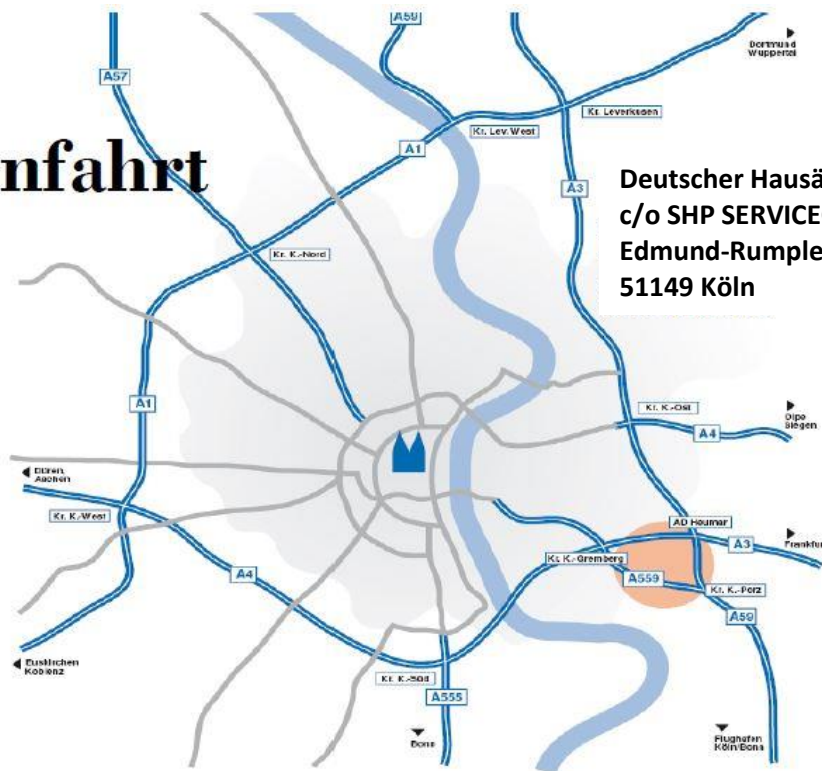 A59
Dortmund
Wuppertal
A57
Kr. Leverkusen
Kr. Lev. West
A1
nfahrt
A3
Deutscher Hausä
c/o SHP SERVICE
Edmund-Rumple
51149 Köln
Kr. K.-Nord
A1
Kr. K.-Ost
A4
Olpe
Siegen
Düren,
Aachen
Kr. K.-West
AD Heumar
A3
Frankfur
Kr. K.-Gremberg
A4
A559
Kr. K.-Porz
A59
Euskirchen
Koblenz
Kr. K.-Süd
A555
Bonn
Flughafen
Köln/Bonn